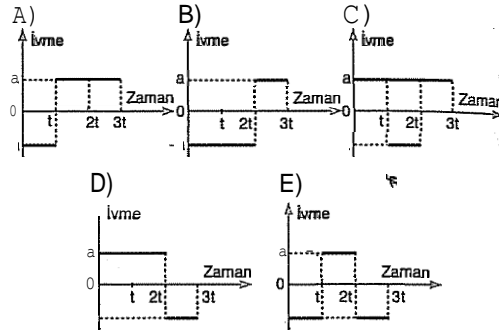 A)
İvme
a
0
t 2t 3t
Zaman
B)
İvme
a
0
t 2t 3t
Zaman
C)
İvme
a
0
t 2t 3t
Zaman
D)
İvme
a
0
t 2t 3t
Zaman
E)
İvme
a
0
t 2t 3t
Zaman